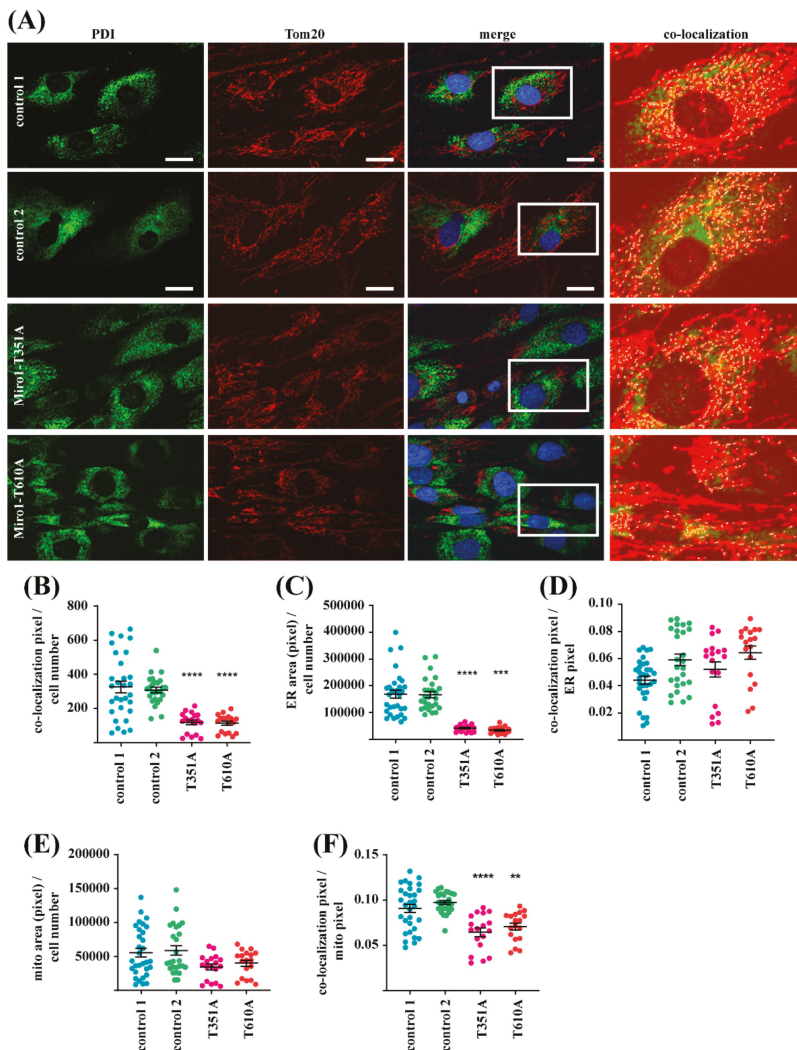 (A)
PDI Tom20 merge co-localization
control 1
control 2
Miro1-T351A
Miro1-T610A
(B)
co-localization pixel /
cell number
800
600
400
200
0
**** ****
control 1
control 2
T351A
T610A
(C)
ER area (pixel) /
cell number
500000
400000
300000
200000
100000
0
**** ***
control 1
control 2
T351A
T610A
(D)
co-localization pixel /
ER pixel
0.10
0.08
0.06
0.04
0.02
0
control 1
control 2
T351A
T610A
(E)
mito area (pixel) /
cell number
200000
150000
100000
50000
0
control 1
control 2
T351A
T610A
(F)
co-localization pixel /
mito pixel
0.15
0.10
0.05
0
**** **
control 1
control 2
T351A
T610A